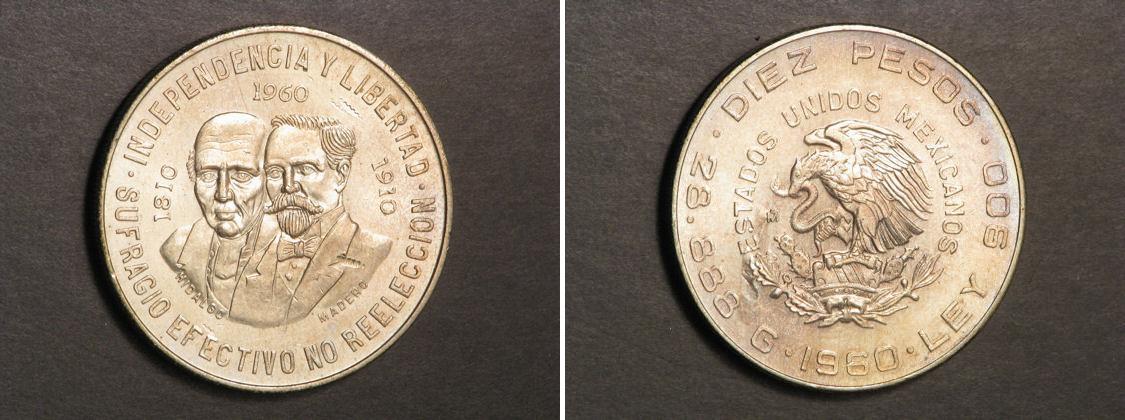 · INDEPENDENCIA Y LIBERTAD ·
1960
1810
1910
HIDALGO
MADERO
SUFRAGIO EFECTIVO NO REELECCION
· DIEZ PESOS ·
ESTADOS UNIDOS MEXICANOS
28.888 G · 1960 · LEY 900